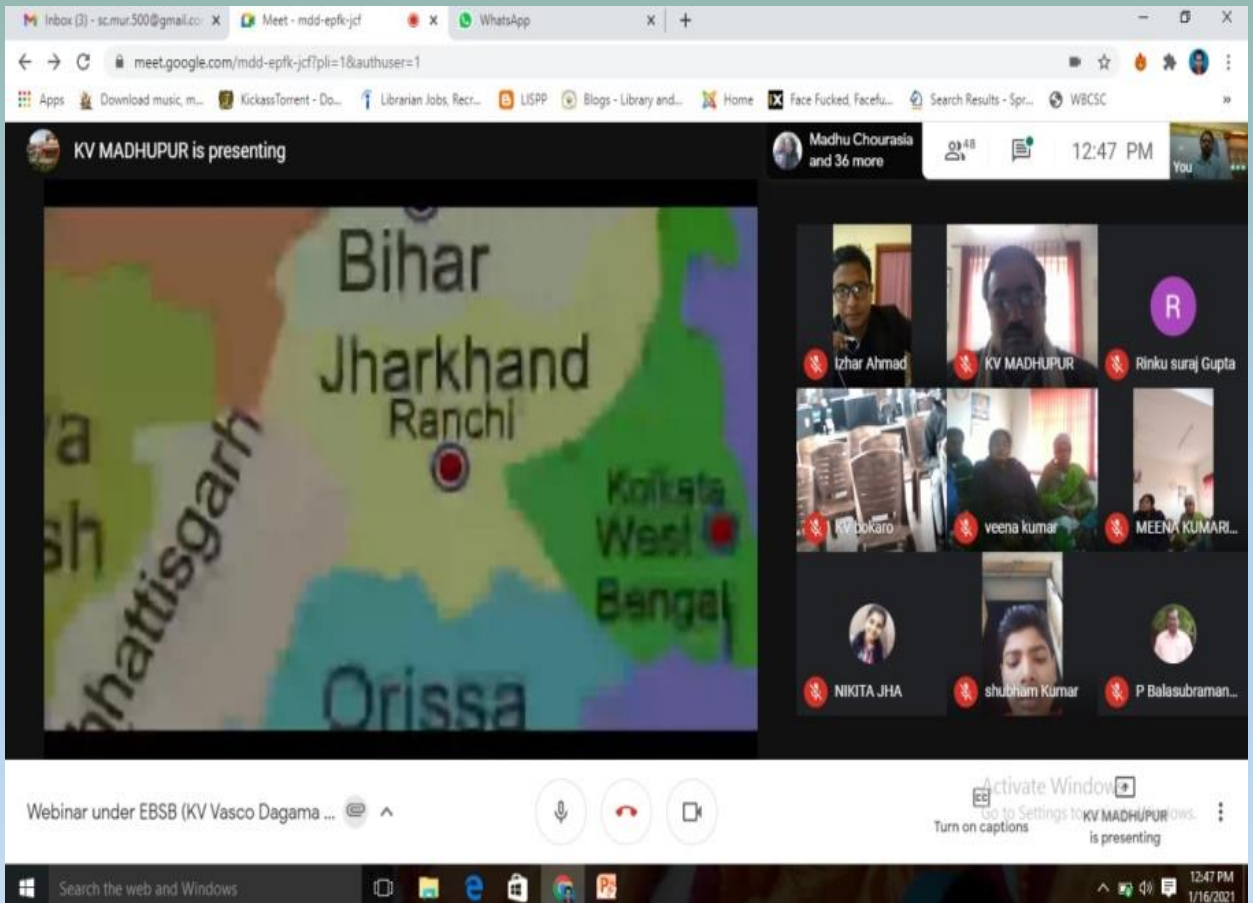 Inbox (3) - sc.mur.500@gmail.co
Meet - mdd-epfk-jcf
WhatsApp
meet.google.com/mdd-epfk-jcf?pli=1&authuser=1
Apps
Download music, m...
KickassTorrent - Do...
Librarian Jobs, Recr...
LISPP
Blogs - Library and...
Home
Face Fucked, Facefu...
Search Results - Spr...
WBCSC
KV MADHUPUR is presenting
Madhu Chourasia
and 36 more
48
12:47 PM
You
Bihar
Jharkhand
Ranchi
ya
sh
hhattisgarh
Kolkata
West
Bengal
Orissa
Izhar Ahmad
KV MADHUPUR
R
Rinku suraj Gupta
KV bokaro
veena kumar
MEENA KUMARI...
NIKITA JHA
shubham Kumar
P Balasubraman...
Webinar under EBSB (KV Vasco Dagama ...
Turn on captions
Activate Windows
Go to Settings to
KV MADHUPUR
is presenting
Search the web and Windows
12:47 PM
1/16/2021